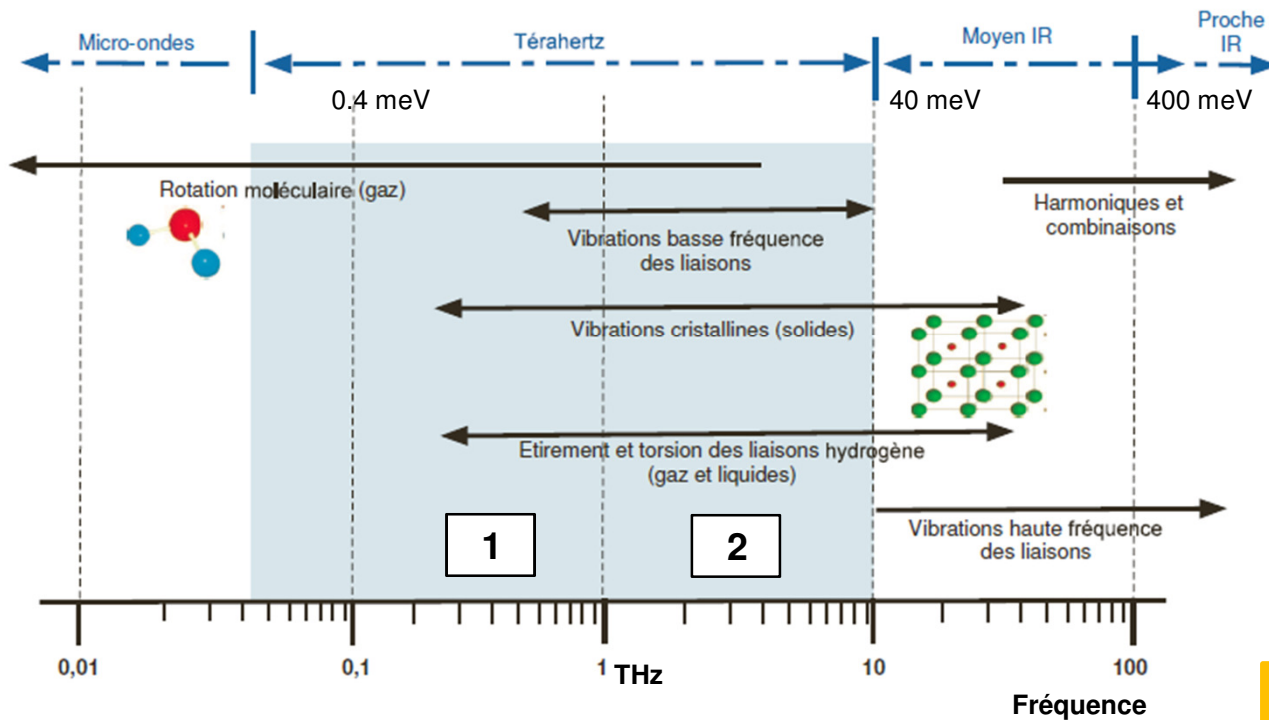 Micro-ondes
Térahertz
Moyen IR
Proche
IR
0.4 meV
40 meV
400 meV
Rotation moléculaire (gaz)
Harmoniques et
combinaisons
Vibrations basse fréquence
des liaisons
Vibrations cristallines (solides)
Etirement et torsion des liaisons hydrogène
(gaz et liquides)
Vibrations haute fréquence
des liaisons
1
2
0,01
0,1
1 THz
10
100
Fréquence